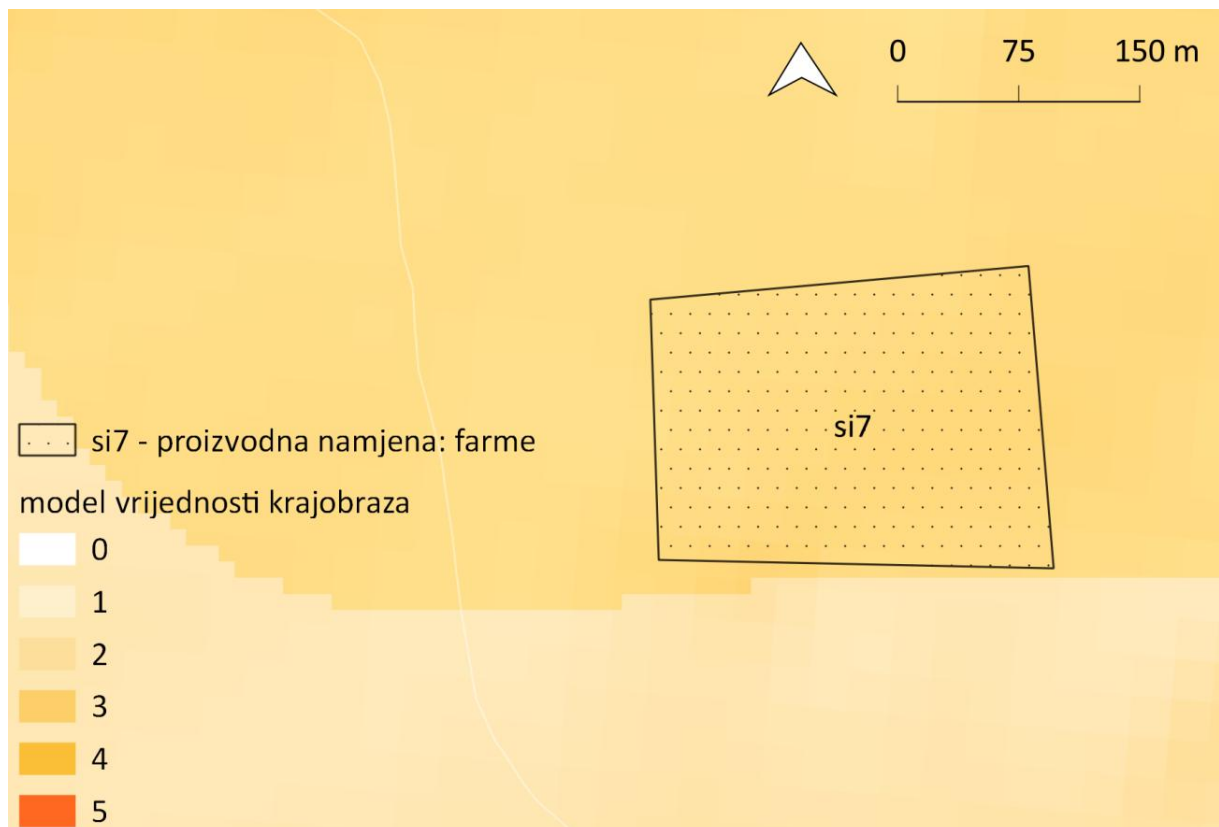 0 75 150 m
si7
si7 - proizvodna namjena: farme
model vrijednosti krajobraza
0
1
2
3
4
5